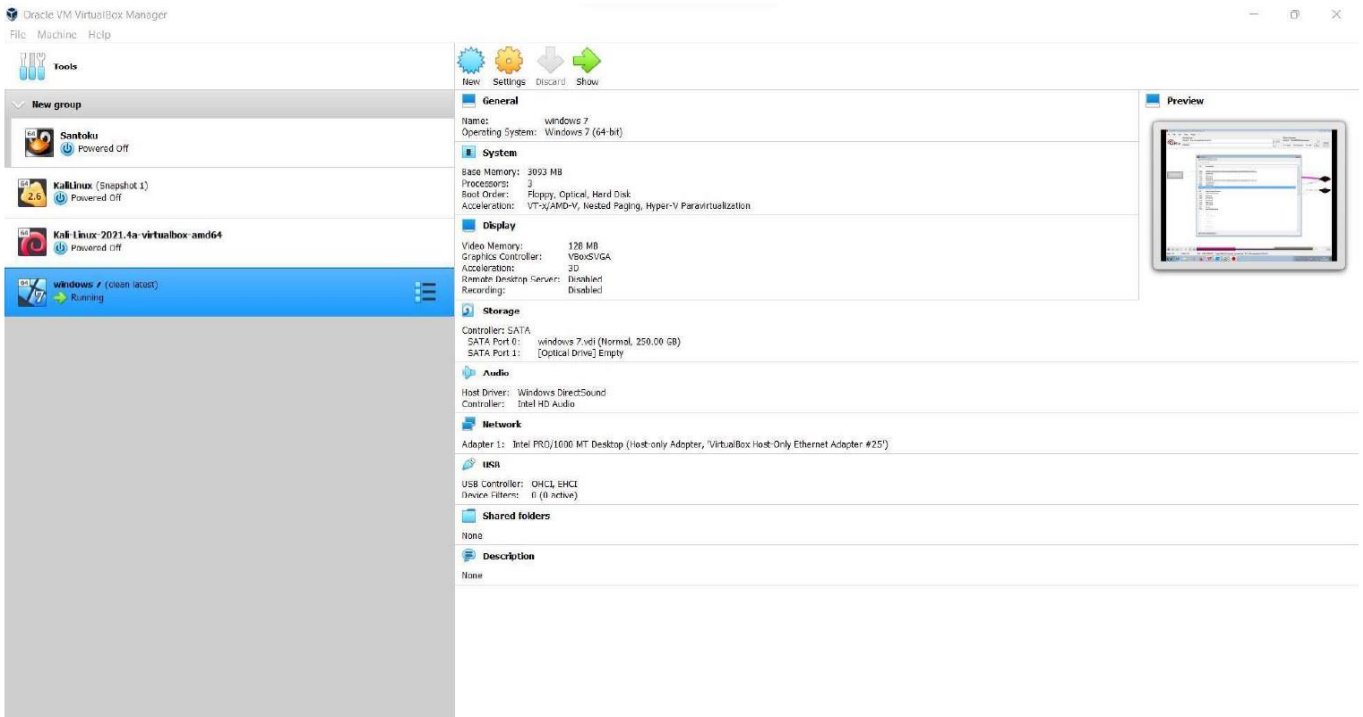 Oracle VM VirtualBox Manager
File Machine Help
Tools
New group
64
Santoku
Powered Off
64
2.6
KaliLinux (Snapshot 1)
Powered Off
64
Kali-Linux-2021.4a-virtualbox-amd64
Powered Off
64
7
windows 7 (clean latest)
Running
New Settings Discard Show
General
Name: windows 7
Operating System: Windows 7 (64-bit)
System
Base Memory: 3093 MB
Processors: 3
Boot Order: Floppy, Optical, Hard Disk
Acceleration: VT-x/AMD-V, Nested Paging, Hyper-V Paravirtualization
Display
Video Memory: 128 MB
Graphics Controller: VBoxSVGA
Acceleration: 3D
Remote Desktop Server: Disabled
Recording: Disabled
Storage
Controller: SATA
SATA Port 0: windows 7.vdi (Normal, 250.00 GB)
SATA Port 1: [Optical Drive] Empty
Audio
Host Driver: Windows DirectSound
Controller: Intel HD Audio
Network
Adapter 1: Intel PRO/1000 MT Desktop (Host-only Adapter, 'VirtualBox Host-Only Ethernet Adapter #25')
USB
USB Controller: OHCI, EHCI
Device Filters: 0 (0 active)
Shared folders
None
Description
None
Preview